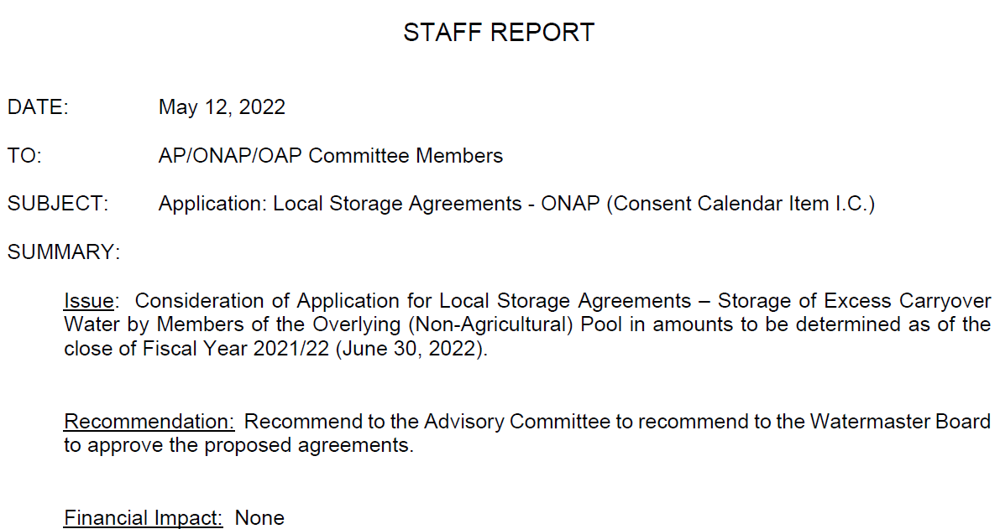 STAFF REPORT
DATE: May 12, 2022
TO: AP/ONAP/OAP Committee Members
SUBJECT: Application: Local Storage Agreements - ONAP (Consent Calendar Item I.C.)
SUMMARY:
Issue: Consideration of Application for Local Storage Agreements – Storage of Excess Carryover
Water by Members of the Overlying (Non-Agricultural) Pool in amounts to be determined as of the
close of Fiscal Year 2021/22 (June 30, 2022).
Recommendation: Recommend to the Advisory Committee to recommend to the Watermaster Board
to approve the proposed agreements.
Financial Impact: None